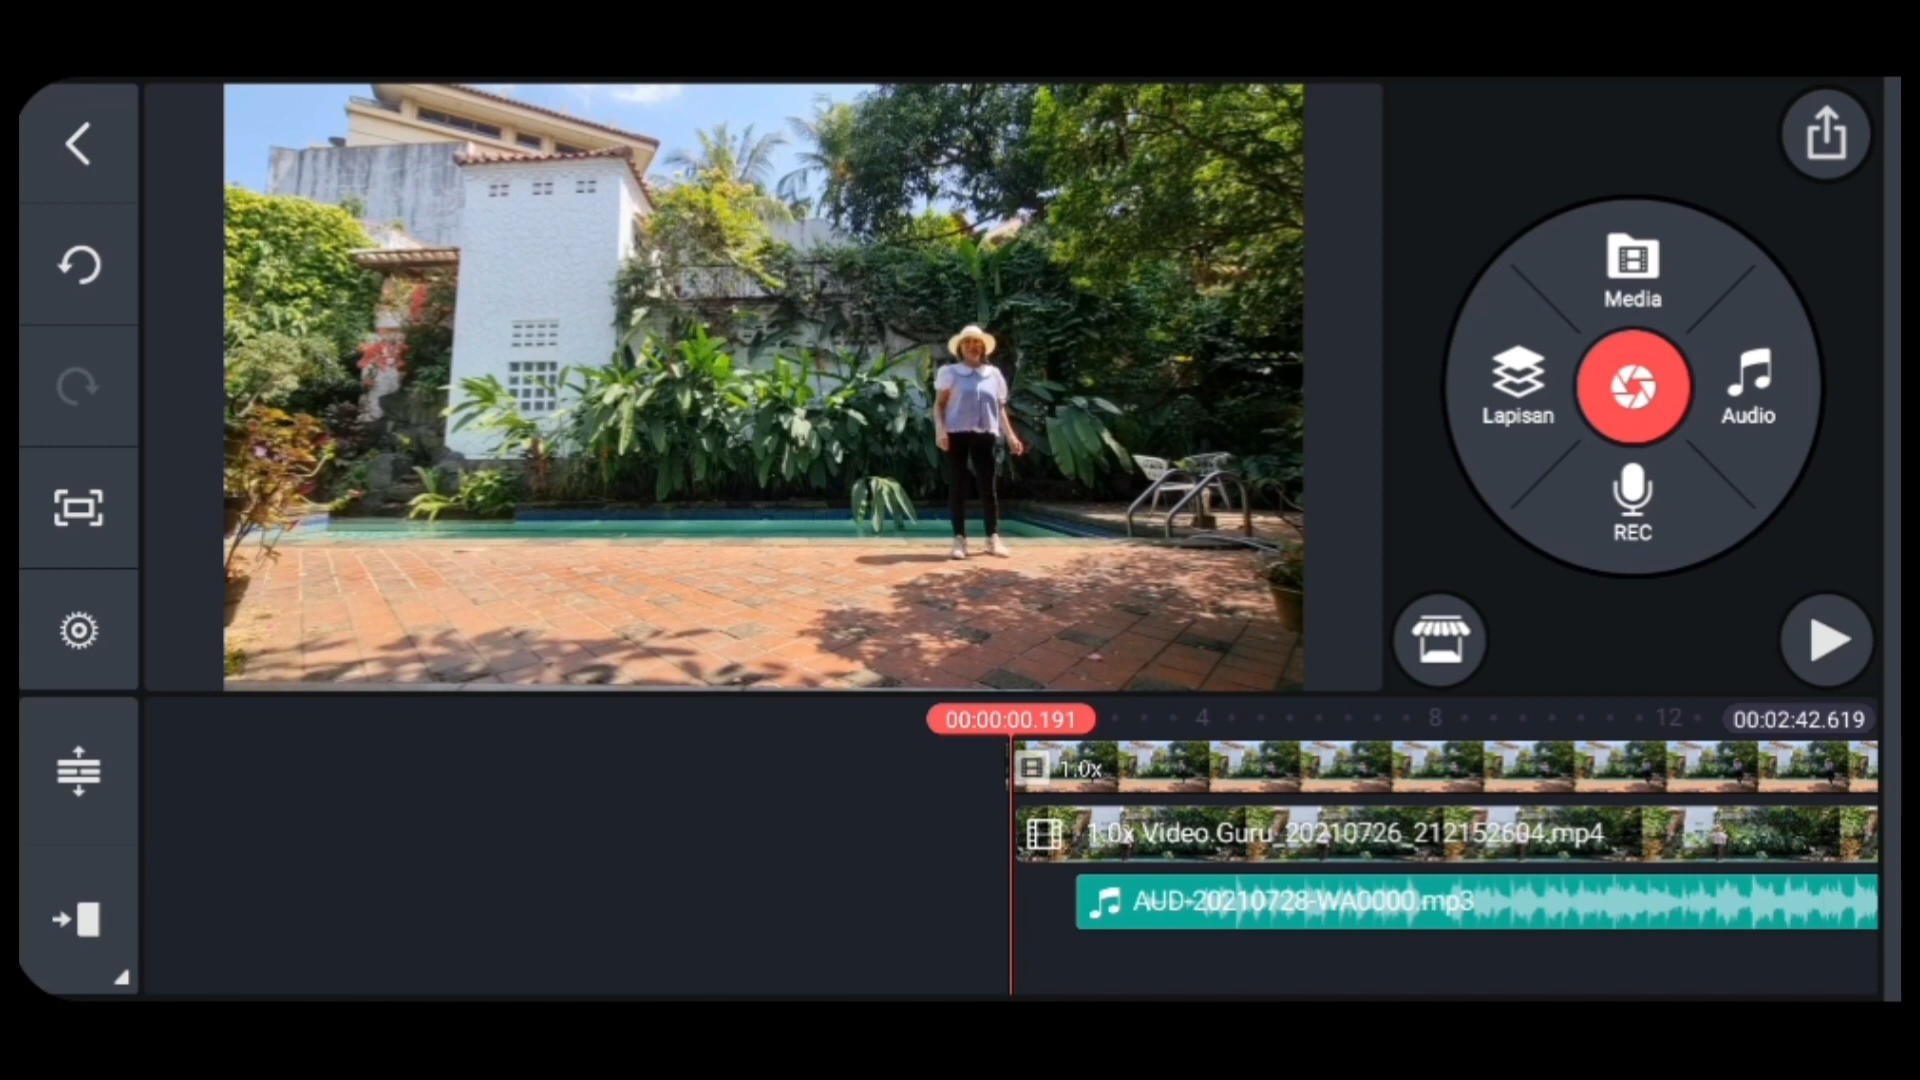 Media
Lapisan
Audio
REC
00:00:00.191
4
8
12
00:02:42.619
1.0x
1.0x Video.Guru_20210726_212152604.mp4
AUD-20210728-WA0000.mp3